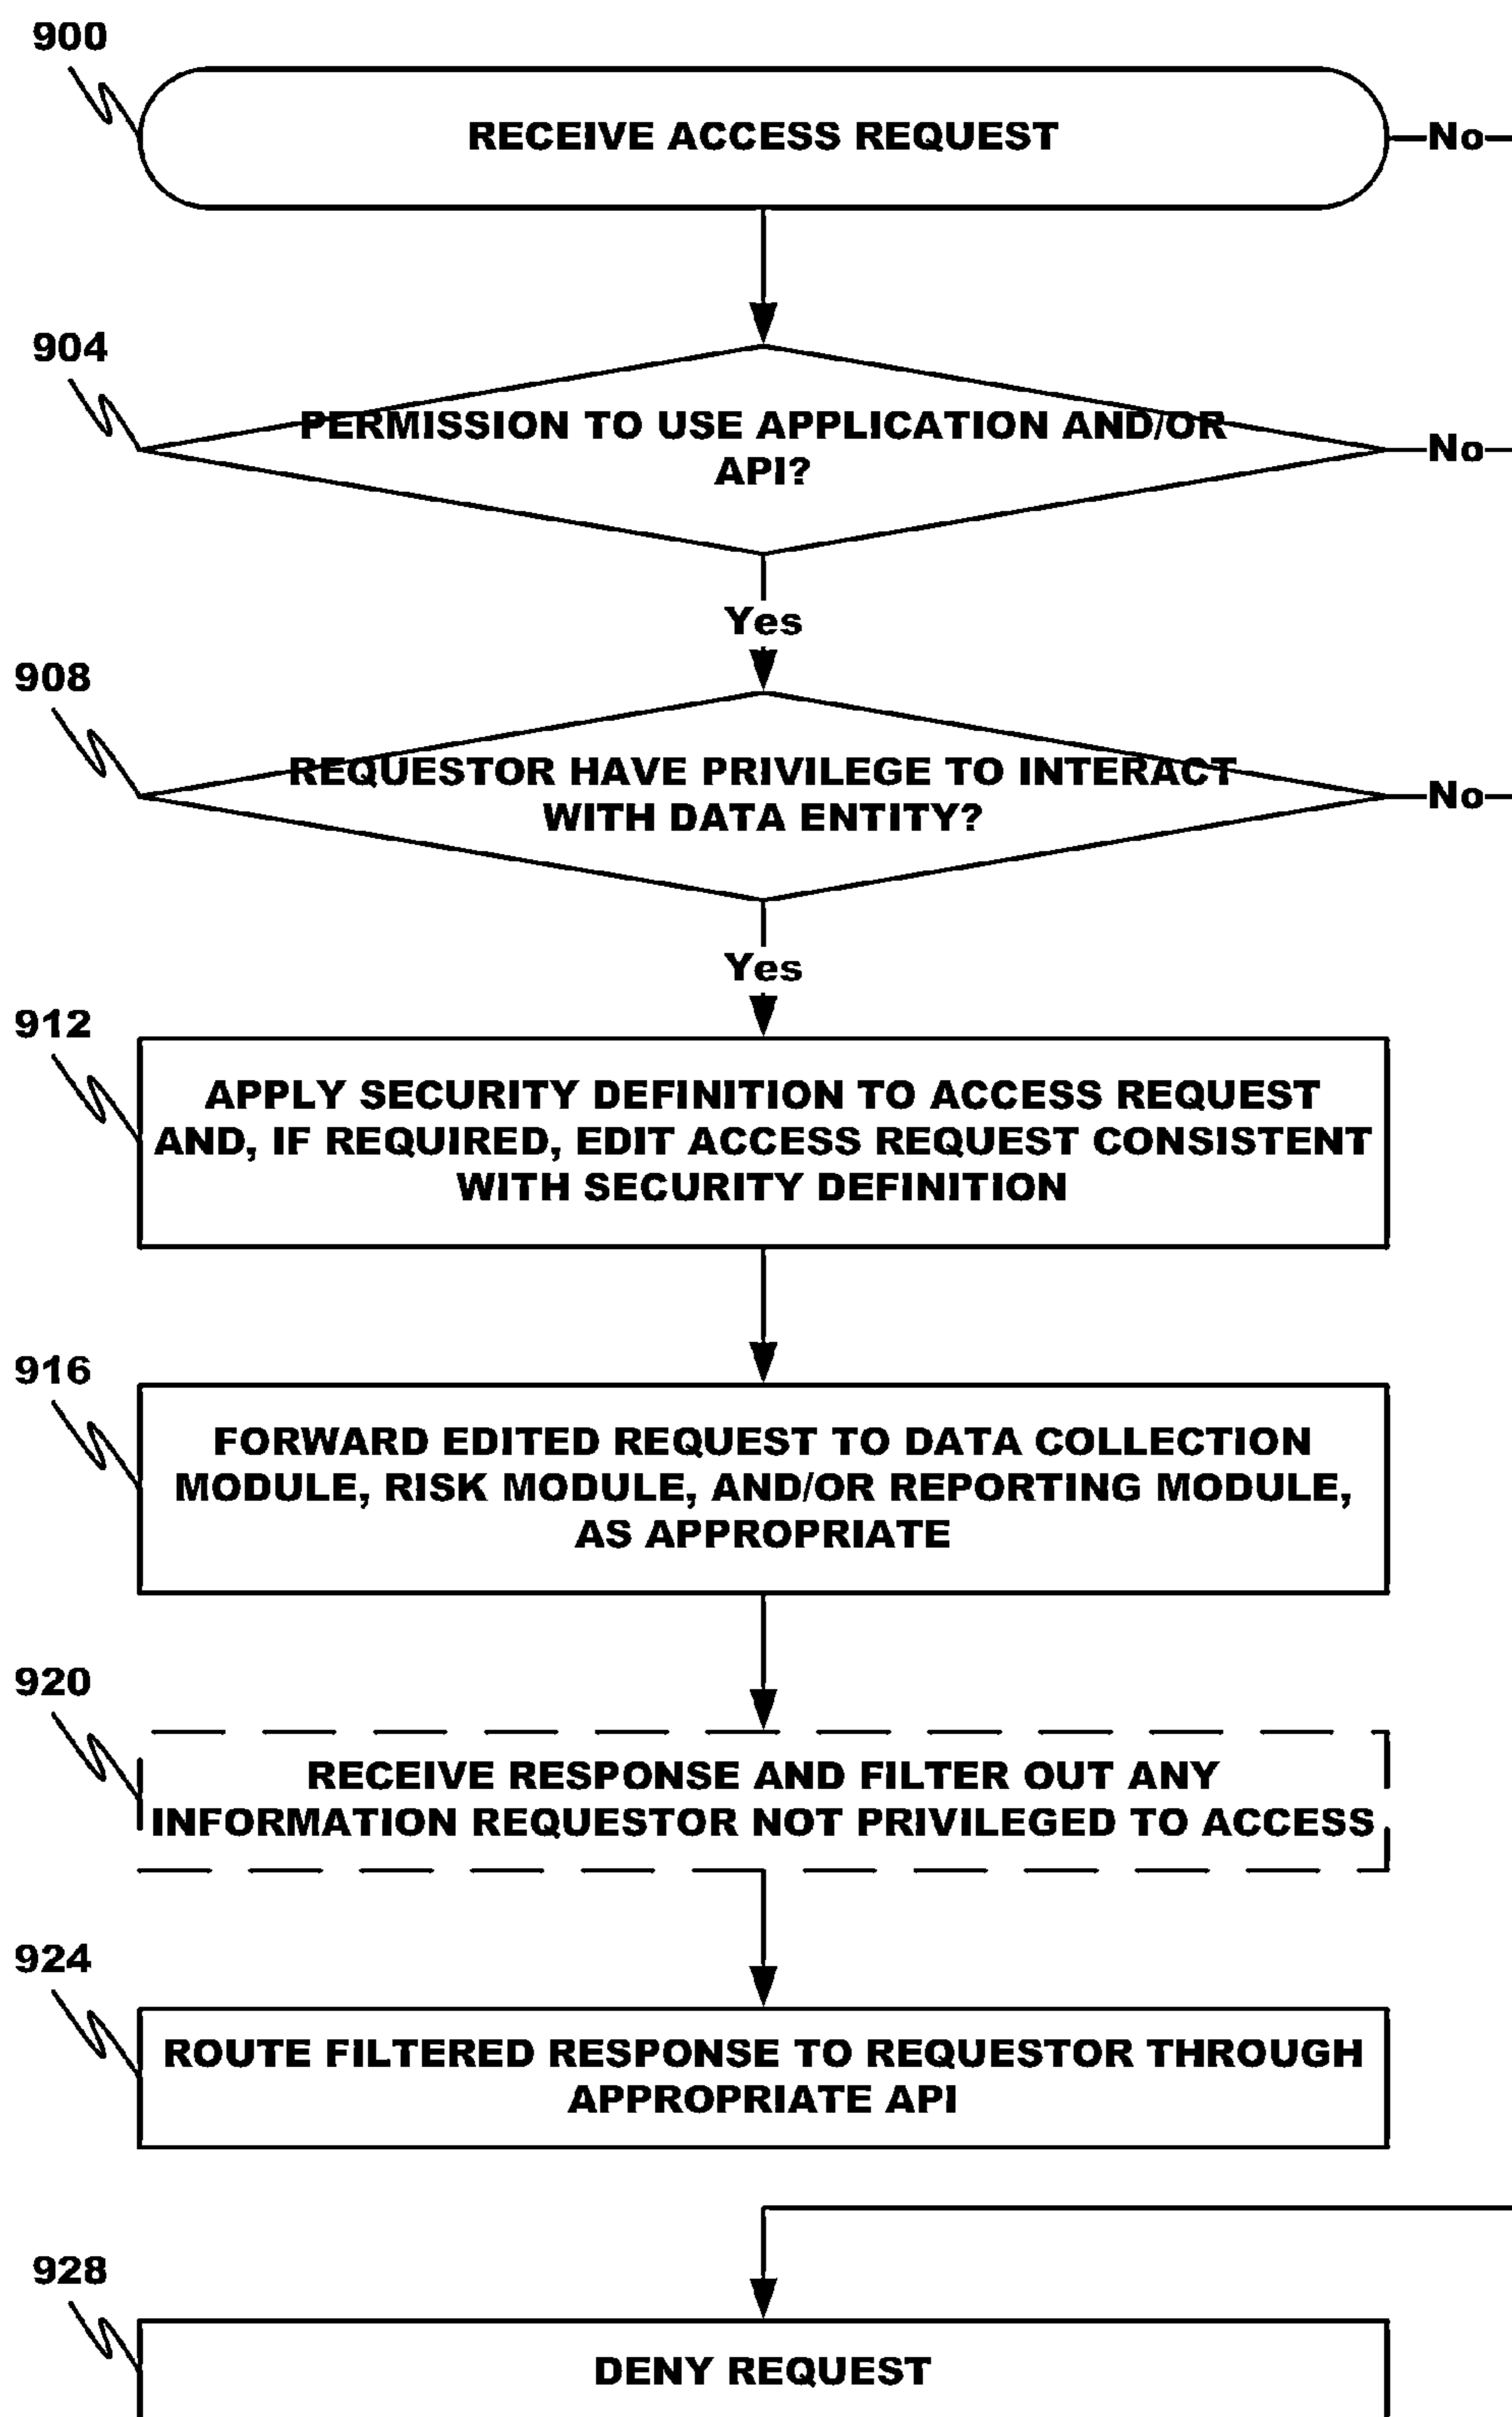 900
RECEIVE ACCESS REQUEST
No
904
PERMISSION TO USE APPLICATION AND/OR
API?
No
Yes
908
REQUESTOR HAVE PRIVILEGE TO INTERACT
WITH DATA ENTITY?
No
Yes
912
APPLY SECURITY DEFINITION TO ACCESS REQUEST
AND, IF REQUIRED, EDIT ACCESS REQUEST CONSISTENT
WITH SECURITY DEFINITION
916
FORWARD EDITED REQUEST TO DATA COLLECTION
MODULE, RISK MODULE, AND/OR REPORTING MODULE,
AS APPROPRIATE
920
RECEIVE RESPONSE AND FILTER OUT ANY
INFORMATION REQUESTOR NOT PRIVILEGED TO ACCESS
924
ROUTE FILTERED RESPONSE TO REQUESTOR THROUGH
APPROPRIATE API
928
DENY REQUEST